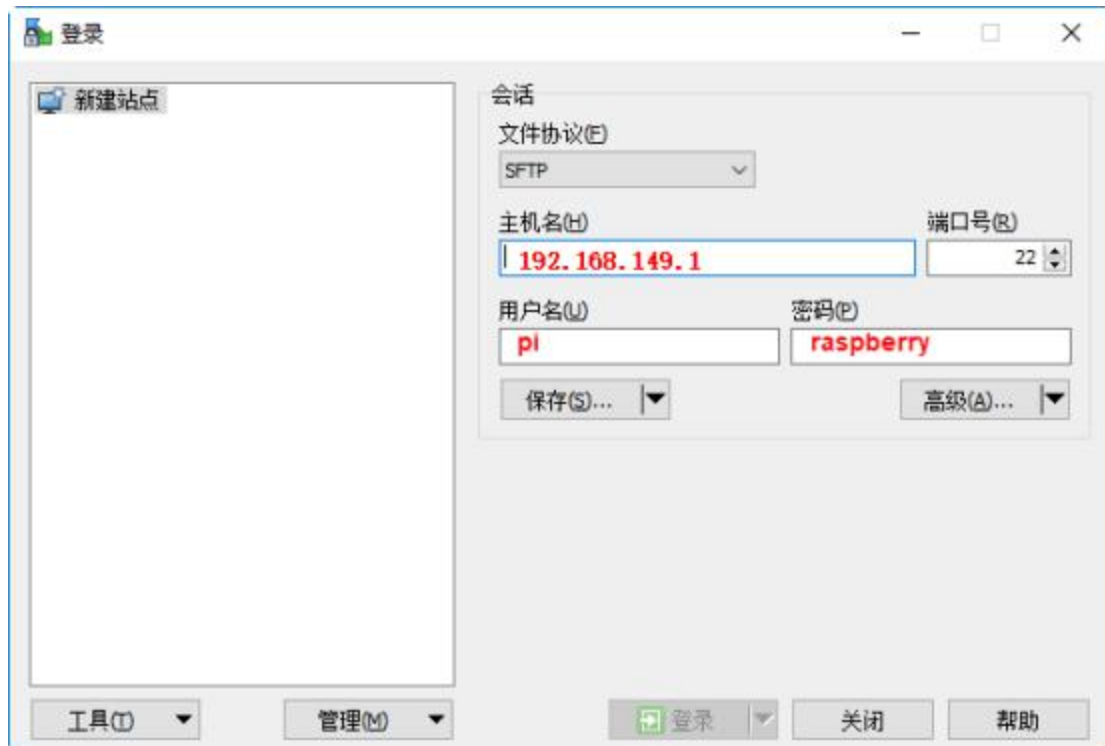 登录
新建站点
会话
文件协议(F)
SFTP
主机名(H) 端口号(R)
192.168.149.1 22
用户名(U) 密码(P)
pi raspberry
保存(S)... 高级(A)...
工具(T) 管理(M) 登录 关闭 帮助